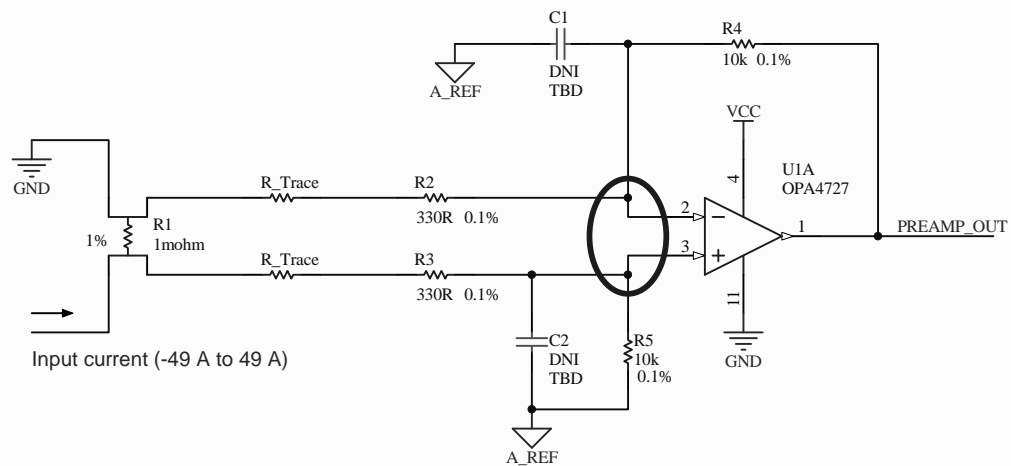 C1
R4
DNI
TBD
10k 0.1%
A_REF
VCC
GND
U1A
OPA4727
4
R_Trace
R2
330R 0.1%
2
R1
1mohm
1%
1
PREAMP_OUT
3
R_Trace
R3
330R 0.1%
11
GND
C2
DNI
TBD
R5
10k
0.1%
Input current (-49 A to 49 A)
A_REF